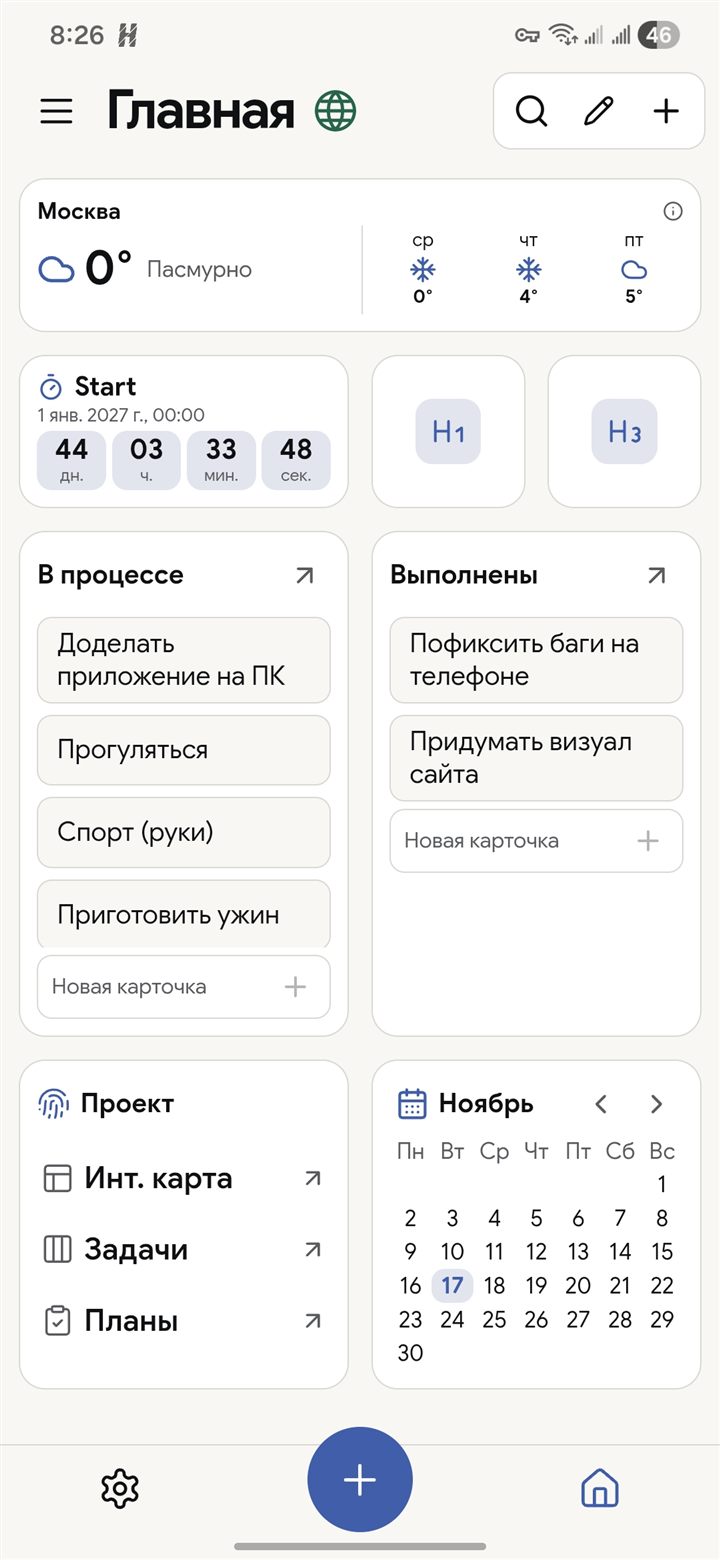 8:26
46
Главная
Москва
0° Пасмурно
ср чт пт
0° 4° 5°
Start
1 янв. 2027 г., 00:00
44 03 33 48
дн. ч. мин. сек.
H1 H3
В процессе
Доделать
приложение на ПК
Прогуляться
Спорт (руки)
Приготовить ужин
Новая карточка
Выполнены
Пофиксить баги на
телефоне
Придумать визуал
сайта
Новая карточка
Проект
Инт. карта
Задачи
Планы
Ноябрь
Пн Вт Ср Чт Пт Сб Вс
1
2 3 4 5 6 7 8
9 10 11 12 13 14 15
16 17 18 19 20 21 22
23 24 25 26 27 28 29
30